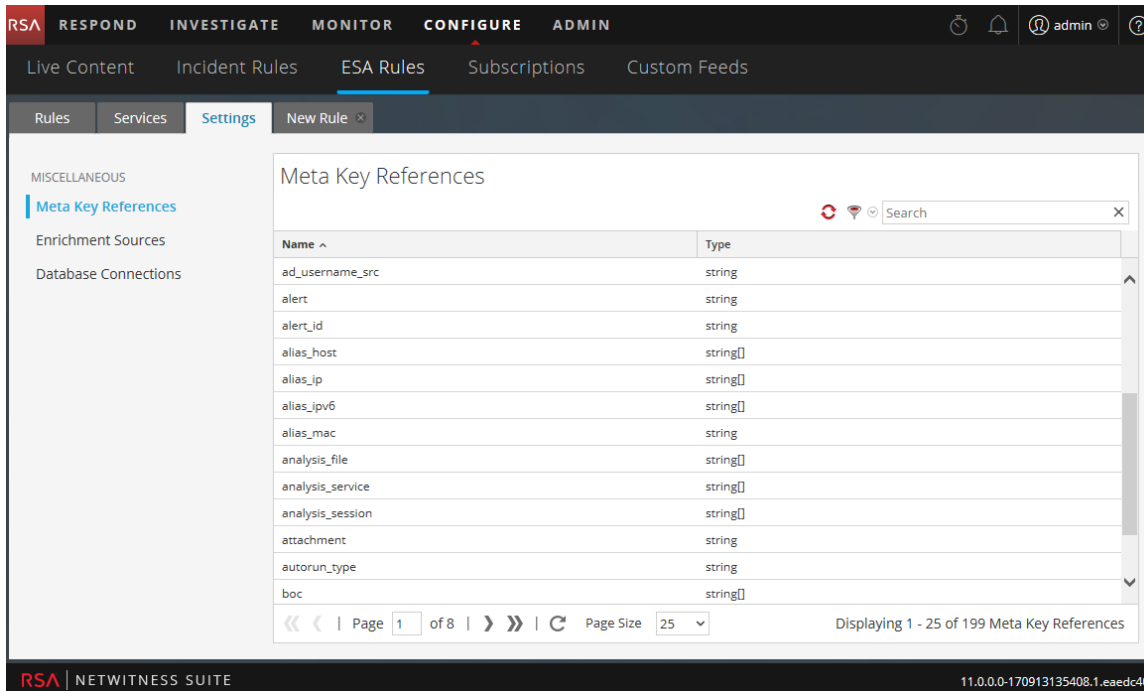 RSA RESPOND INVESTIGATE MONITOR CONFIGURE ADMIN admin ?
Live Content Incident Rules ESA Rules Subscriptions Custom Feeds
Rules Services Settings New Rule
MISCELLANEOUS
Meta Key References
Enrichment Sources
Database Connections
Meta Key References
Search
Name Type
ad_username_src string
alert string
alert_id string
alias_host string[]
alias_ip string[]
alias_ipv6 string[]
alias_mac string
analysis_file string[]
analysis_service string[]
analysis_session string[]
attachment string
autorun_type string
boc string[]
| Page 1 of 8 | | Page Size 25 Displaying 1 - 25 of 199 Meta Key References
RSA | NETWITNESS SUITE 11.0.0.0-170913135408.1.eaedc4